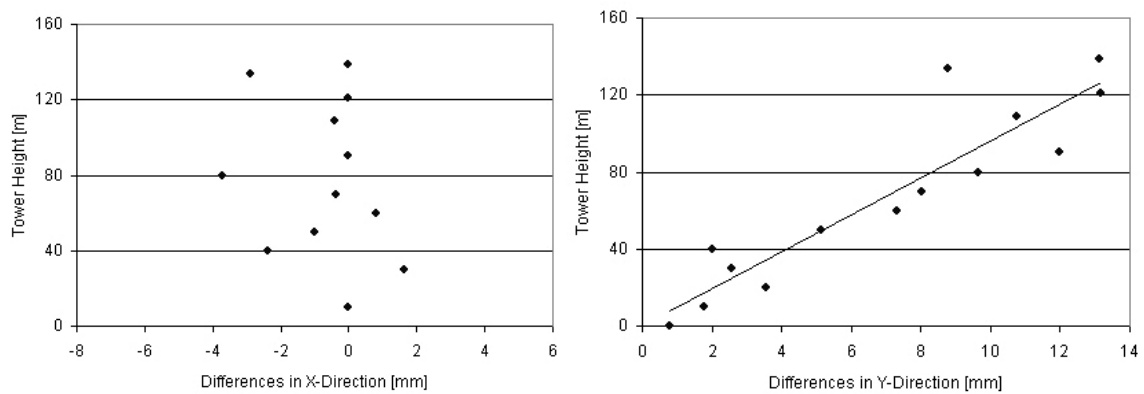 160
120
80
40
0
Tower Height [m]
-8 -6 -4 -2 0 2 4 6
Differences in X-Direction [mm]
160
120
80
40
0
Tower Height [m]
0 2 4 6 8 10 12 14
Differences in Y-Direction [mm]